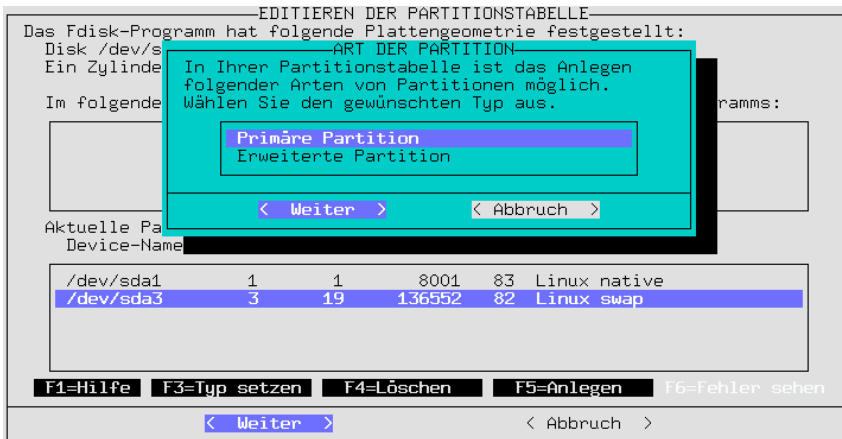 EDITIEREN DER PARTITIONSTABELLE
Das Fdisk-Programm hat folgende Plattengeometrie festgestellt:
Disk /dev/s
Ein Zylinde
Im folgende
ramms:
ART DER PARTITION
In Ihrer Partitionstabelle ist das Anlegen
folgender Arten von Partitionen möglich.
Wählen Sie den gewünschten Typ aus.
Primäre Partition
Erweiterte Partition
< Weiter > < Abbruch >
Aktuelle Pa
Device-Name
/dev/sda1 1 1 8001 83 Linux native
/dev/sda3 3 19 136552 82 Linux swap
F1=Hilfe F3=Typ setzen F4=Löschen F5=Anlegen F6=Fehler sehen
< Weiter > < Abbruch >